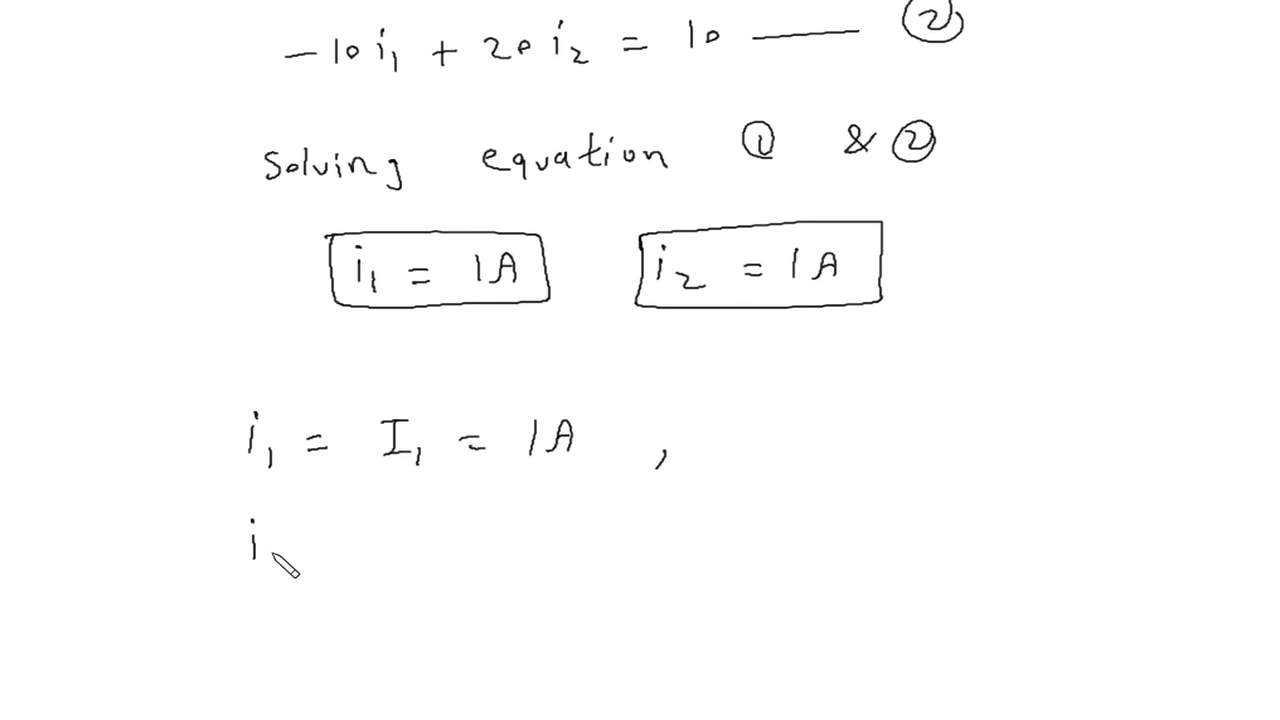 - 10 i₁ + 20 i₂ = 10 —— ②
Solving equation ① & ②
i₁ = 1A i₂ = 1A
i₁ = I₁ = 1A ,
i